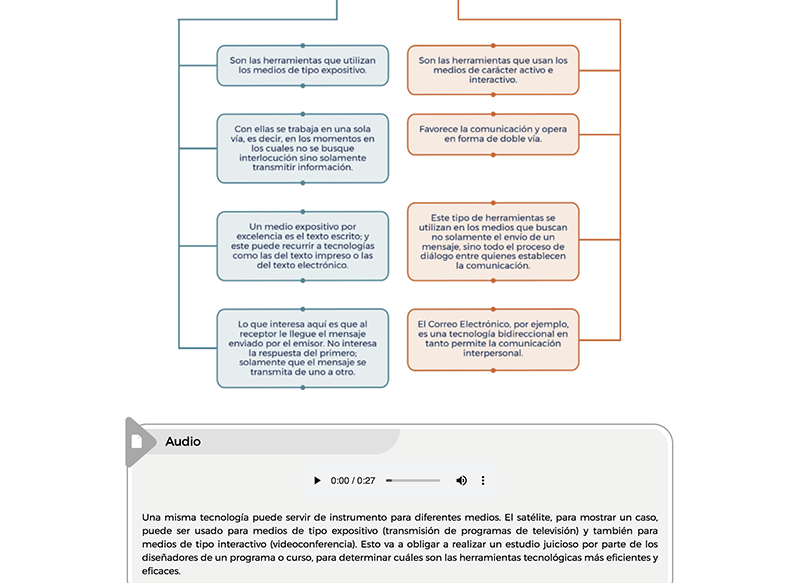 Son las herramientas que utilizan
los medios de tipo expositivo.
Con ellas se trabaja en una sola
vía, es decir, en los momentos en
los cuales no se busque
interlocución sino solamente
transmitir información.
Un medio expositivo por
excelencia es el texto escrito; y
este puede recurrir a tecnologías
como las del texto impreso o las
del texto electrónico.
Lo que interesa aquí es que al
receptor le llegue el mensaje
enviado por el emisor. No interesa
la respuesta del primero;
solamente que el mensaje se
transmita de uno a otro.
Son las herramientas que usan los
medios de carácter activo e
interactivo.
Favorece la comunicación y opera
en forma de doble vía.
Este tipo de herramientas se
utilizan en los medios que buscan
no solamente el envío de un
mensaje, sino todo el proceso de
diálogo entre quienes establecen
la comunicación.
El Correo Electrónico, por ejemplo,
es una tecnología bidireccional en
tanto permite la comunicación
interpersonal.
Audio
0:00 / 0:27
Una misma tecnología puede servir de instrumento para diferentes medios. El satélite, para mostrar un caso,
puede ser usado para medios de tipo expositivo (transmisión de programas de televisión) y también para
medios de tipo interactivo (videoconferencia). Esto va a obligar a realizar un estudio juicioso por parte de los
diseñadores de un programa o curso, para determinar cuáles son las herramientas tecnológicas más eficientes y
eficaces.